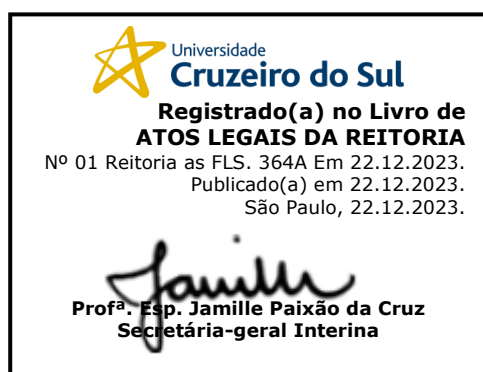 Universidade
Cruzeiro do Sul
Registrado(a) no Livro de
ATOS LEGAIS DA REITORIA
Nº 01 Reitoria as FLS. 364A Em 22.12.2023.
Publicado(a) em 22.12.2023.
São Paulo, 22.12.2023.
Jamille
Profª. Esp. Jamille Paixão da Cruz
Secretária-geral Interina